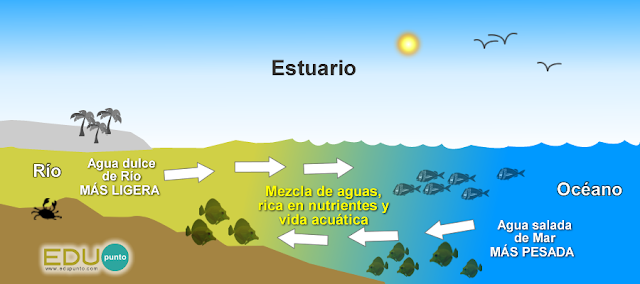 Estuario
Río
Agua dulce
de Río
MÁS LIGERA
Mezcla de aguas,
rica en nutrientes y
vida acuática
Océano
Agua salada
de Mar
MÁS PESADA
EDU punto
www.edupunto.com